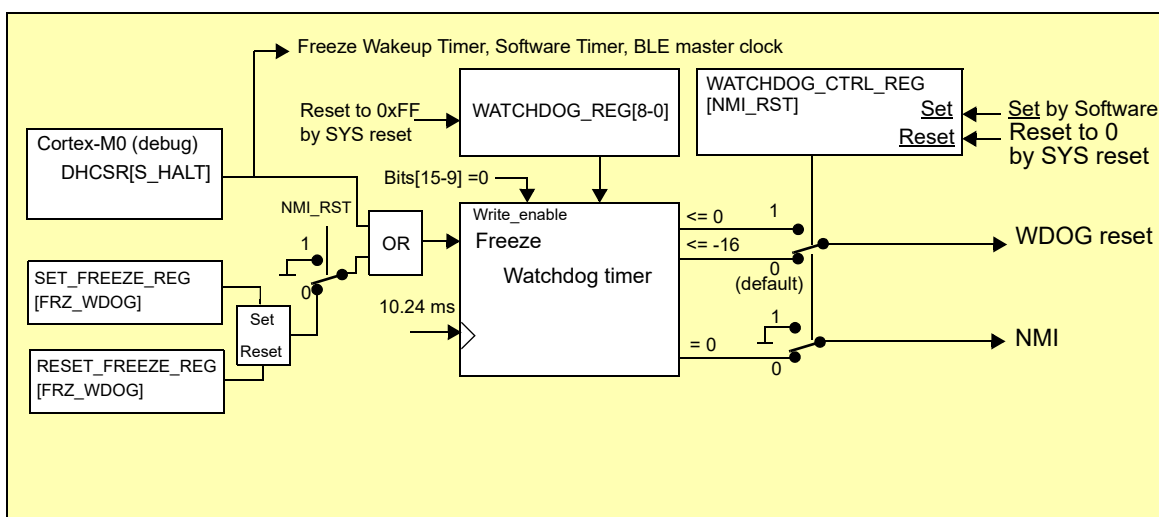 Freeze Wakeup Timer, Software Timer, BLE master clock
Reset to 0xFF
by SYS reset
WATCHDOG_REG[8-0]
WATCHDOG_CTRL_REG
[NMI_RST]
Set
Reset
Set by Software
Reset to 0
by SYS reset
Cortex-M0 (debug)
DHCSR[S_HALT]
Bits[15-9] =0
NMI_RST
1
0
OR
Write_enable
Freeze
Watchdog timer
10.24 ms
<= 0
<= -16
= 0
1
0
(default)
WDOG reset
1
0
NMI
SET_FREEZE_REG
[FRZ_WDOG]
Set
Reset
RESET_FREEZE_REG
[FRZ_WDOG]